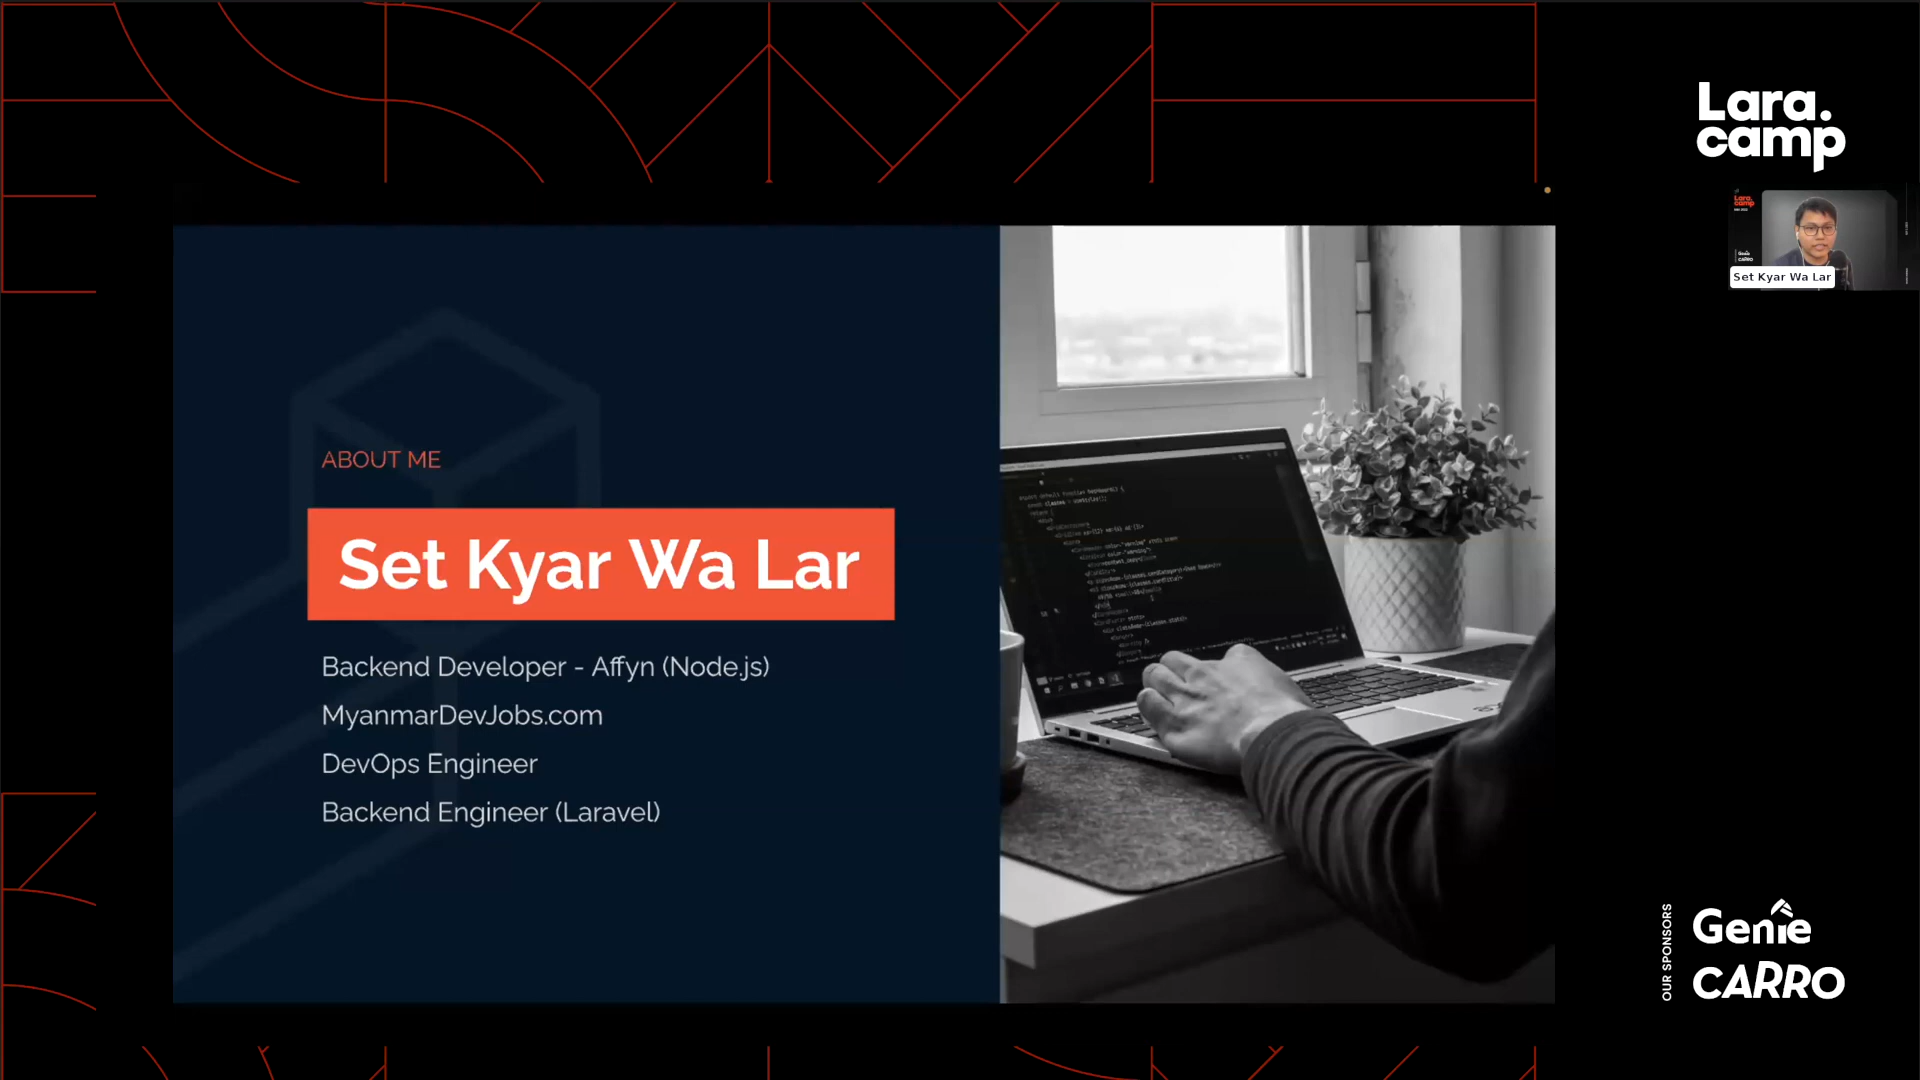 Lara.
camp
Set Kyar Wa Lar
ABOUT ME
Set Kyar Wa Lar
Backend Developer - Affyn (Node.js)
MyanmarDevJobs.com
DevOps Engineer
Backend Engineer (Laravel)
OUR SPONSORS
Genie
CARRO